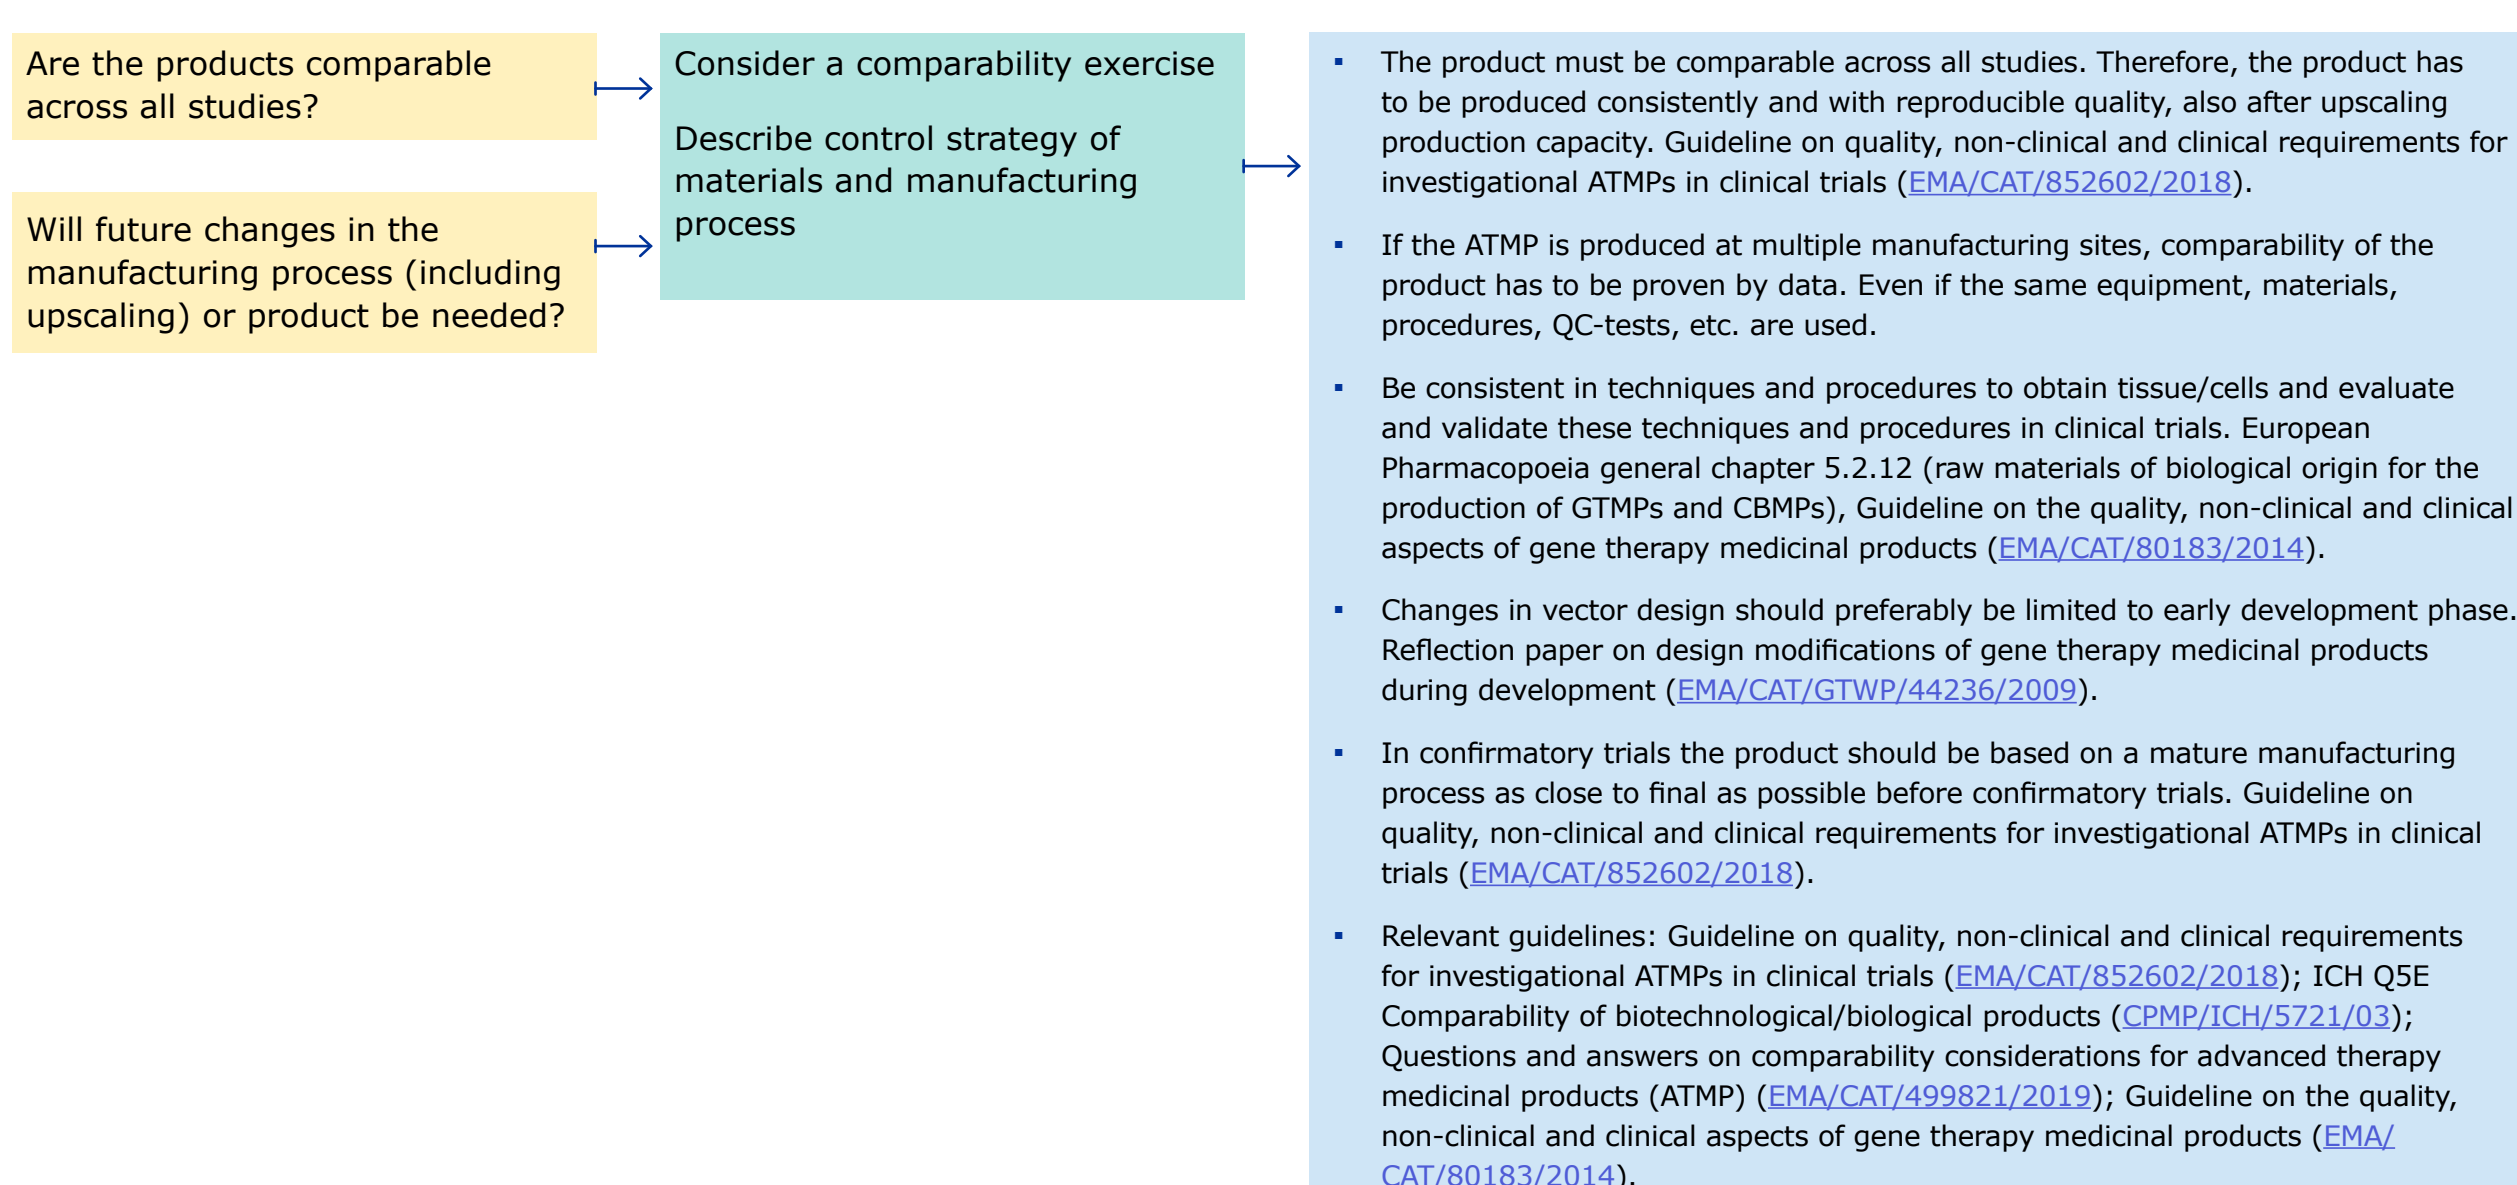 Are the products comparable
across all studies?
Will future changes in the
manufacturing process (including
upscaling) or product be needed?
Consider a comparability exercise
Describe control strategy of
materials and manufacturing
process
▪ The product must be comparable across all studies. Therefore, the product has
to be produced consistently and with reproducible quality, also after upscaling
production capacity. Guideline on quality, non-clinical and clinical requirements for
investigational ATMPs in clinical trials (EMA/CAT/852602/2018).
▪ If the ATMP is produced at multiple manufacturing sites, comparability of the
product has to be proven by data. Even if the same equipment, materials,
procedures, QC-tests, etc. are used.
▪ Be consistent in techniques and procedures to obtain tissue/cells and evaluate
and validate these techniques and procedures in clinical trials. European
Pharmacopoeia general chapter 5.2.12 (raw materials of biological origin for the
production of GTMPs and CBMPs), Guideline on the quality, non-clinical and clinical
aspects of gene therapy medicinal products (EMA/CAT/80183/2014).
▪ Changes in vector design should preferably be limited to early development phase.
Reflection paper on design modifications of gene therapy medicinal products
during development (EMA/CAT/GTWP/44236/2009).
▪ In confirmatory trials the product should be based on a mature manufacturing
process as close to final as possible before confirmatory trials. Guideline on
quality, non-clinical and clinical requirements for investigational ATMPs in clinical
trials (EMA/CAT/852602/2018).
▪ Relevant guidelines: Guideline on quality, non-clinical and clinical requirements
for investigational ATMPs in clinical trials (EMA/CAT/852602/2018); ICH Q5E
Comparability of biotechnological/biological products (CPMP/ICH/5721/03);
Questions and answers on comparability considerations for advanced therapy
medicinal products (ATMP) (EMA/CAT/499821/2019); Guideline on the quality,
non-clinical and clinical aspects of gene therapy medicinal products (EMA/
CAT/80183/2014).